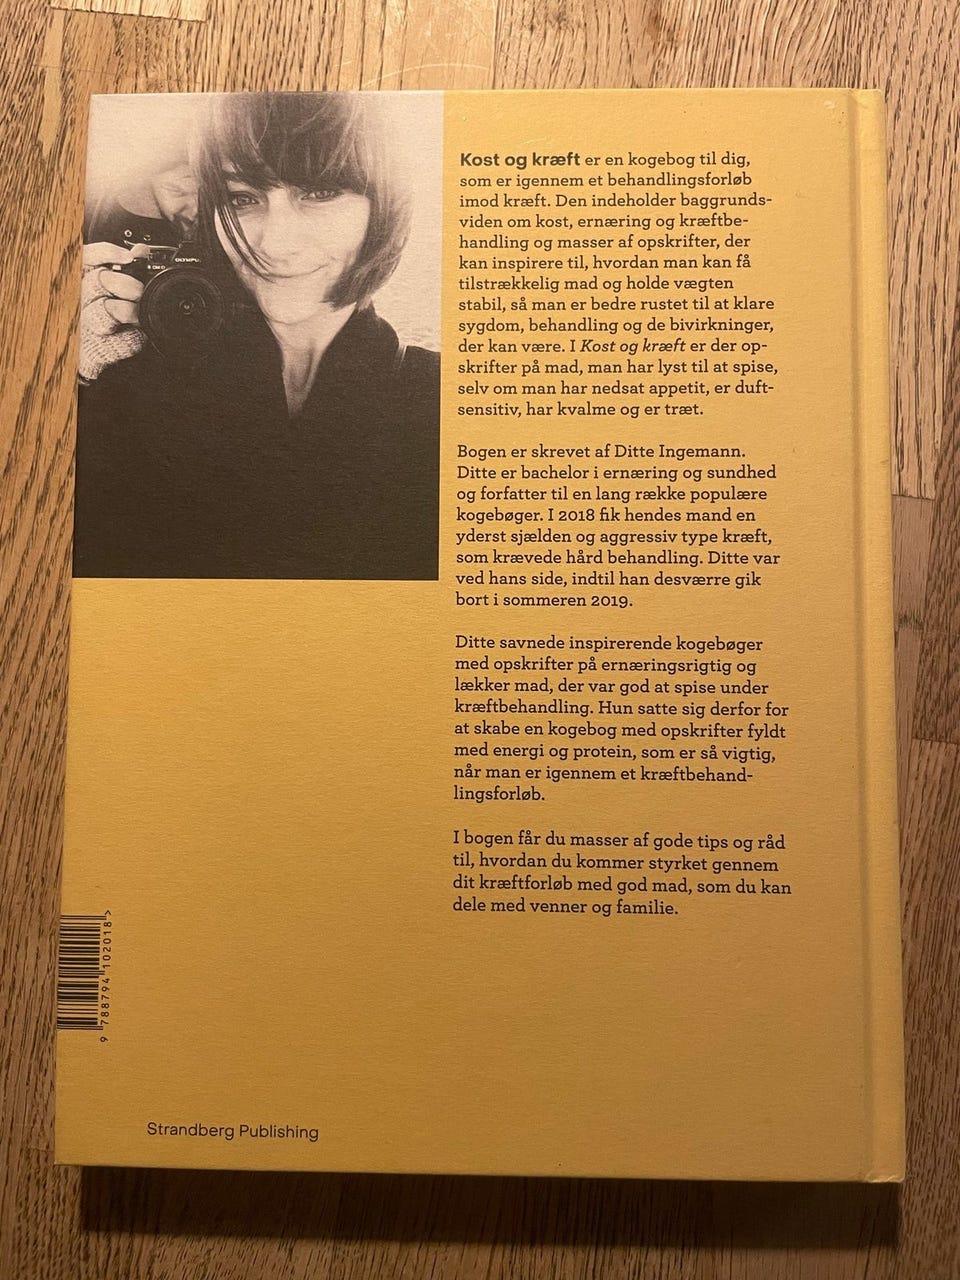 Kost og kræft er en kogebog til dig,
som er igennem et behandlingsforløb
imod kræft. Den indeholder baggrunds-
viden om kost, ernæring og kræftbe-
handling og masser af opskrifter, der
kan inspirere til, hvordan man kan få
tilstrækkelig mad og holde vægten
stabil, så man er bedre rustet til at klare
sygdom, behandling og de bivirkninger,
der kan være. I Kost og kræft er der op-
skrifter på mad, man har lyst til at spise,
selv om man har nedsat appetit, er duft-
sensitiv, har kvalme og er træt.
Bogen er skrevet af Ditte Ingemann.
Ditte er bachelor i ernæring og sundhed
og forfatter til en lang række populære
kogebøger. I 2018 fik hendes mand en
yderst sjælden og aggressiv type kræft,
som krævede hård behandling. Ditte var
ved hans side, indtil han desværre gik
bort i sommeren 2019.
Ditte savnede inspirerende kogebøger
med opskrifter på ernæringsrigtig og
lækker mad, der var god at spise under
kræftbehandling. Hun satte sig derfor for
at skabe en kogebog med opskrifter fyldt
med energi og protein, som er så vigtig,
når man er igennem et kræftbehand-
lingsforløb.
I bogen får du masser af gode tips og råd
til, hvordan du kommer styrket gennem
dit kræftforløb med god mad, som du kan
dele med venner og familie.
OLYMPU
9 788794 102018 >
Strandberg Publishing